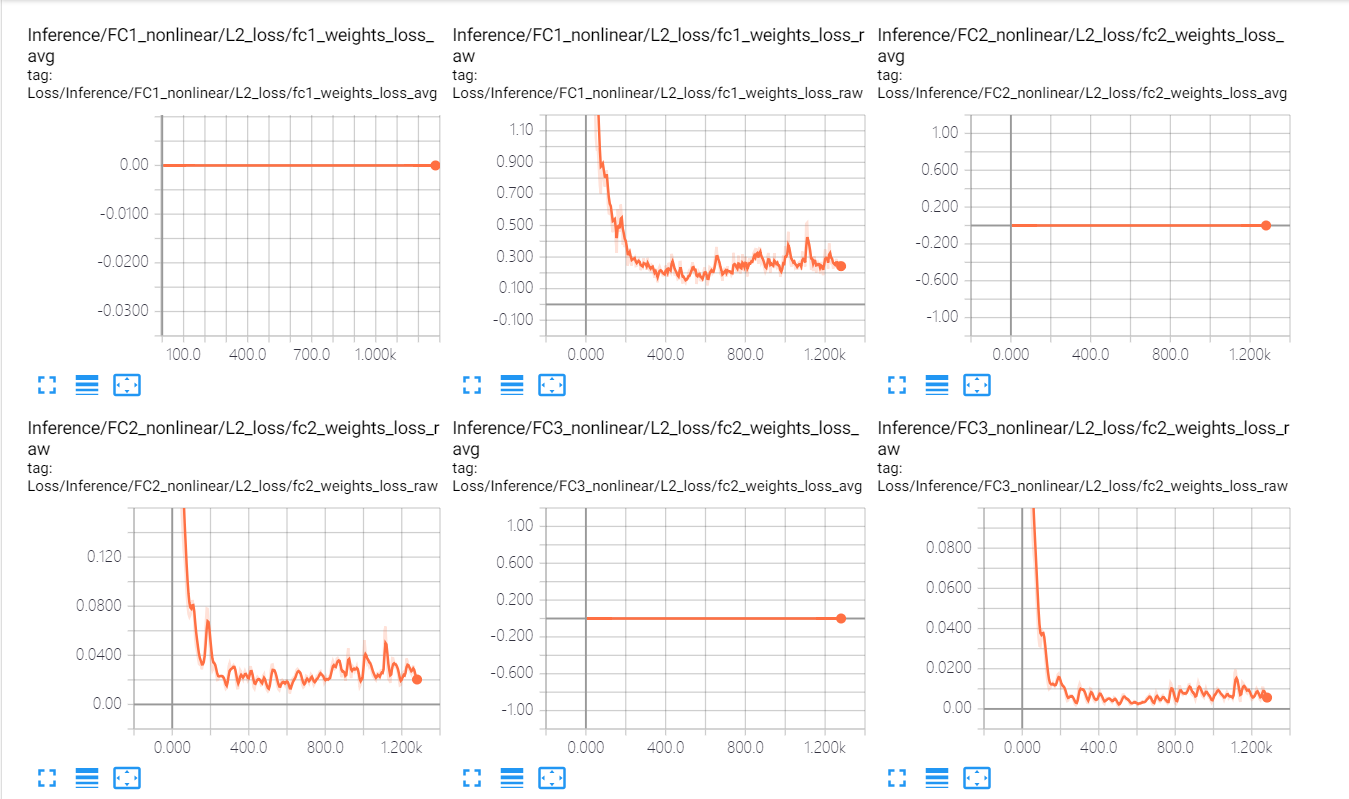 Inference/FC1_nonlinear/L2_loss/fc1_weights_loss_
avg
tag:
Loss/Inference/FC1_nonlinear/L2_loss/fc1_weights_loss_avg
0.00
-0.0100
-0.0200
-0.0300
100.0 400.0 700.0 1.000k
Inference/FC1_nonlinear/L2_loss/fc1_weights_loss_r
aw
tag:
Loss/Inference/FC1_nonlinear/L2_loss/fc1_weights_loss_raw
1.10
0.900
0.700
0.500
0.300
0.100
-0.100
0.000 400.0 800.0 1.200k
Inference/FC2_nonlinear/L2_loss/fc2_weights_loss_
avg
tag:
Loss/Inference/FC2_nonlinear/L2_loss/fc2_weights_loss_avg
1.00
0.600
0.200
-0.200
-0.600
-1.00
0.000 400.0 800.0 1.200k
Inference/FC2_nonlinear/L2_loss/fc2_weights_loss_r
aw
tag:
Loss/Inference/FC2_nonlinear/L2_loss/fc2_weights_loss_raw
0.120
0.0800
0.0400
0.00
0.000 400.0 800.0 1.200k
Inference/FC3_nonlinear/L2_loss/fc2_weights_loss_
avg
tag:
Loss/Inference/FC3_nonlinear/L2_loss/fc2_weights_loss_avg
1.00
0.600
0.200
-0.200
-0.600
-1.00
0.000 400.0 800.0 1.200k
Inference/FC3_nonlinear/L2_loss/fc2_weights_loss_r
aw
tag:
Loss/Inference/FC3_nonlinear/L2_loss/fc2_weights_loss_raw
0.0800
0.0600
0.0400
0.0200
0.00
0.000 400.0 800.0 1.200k